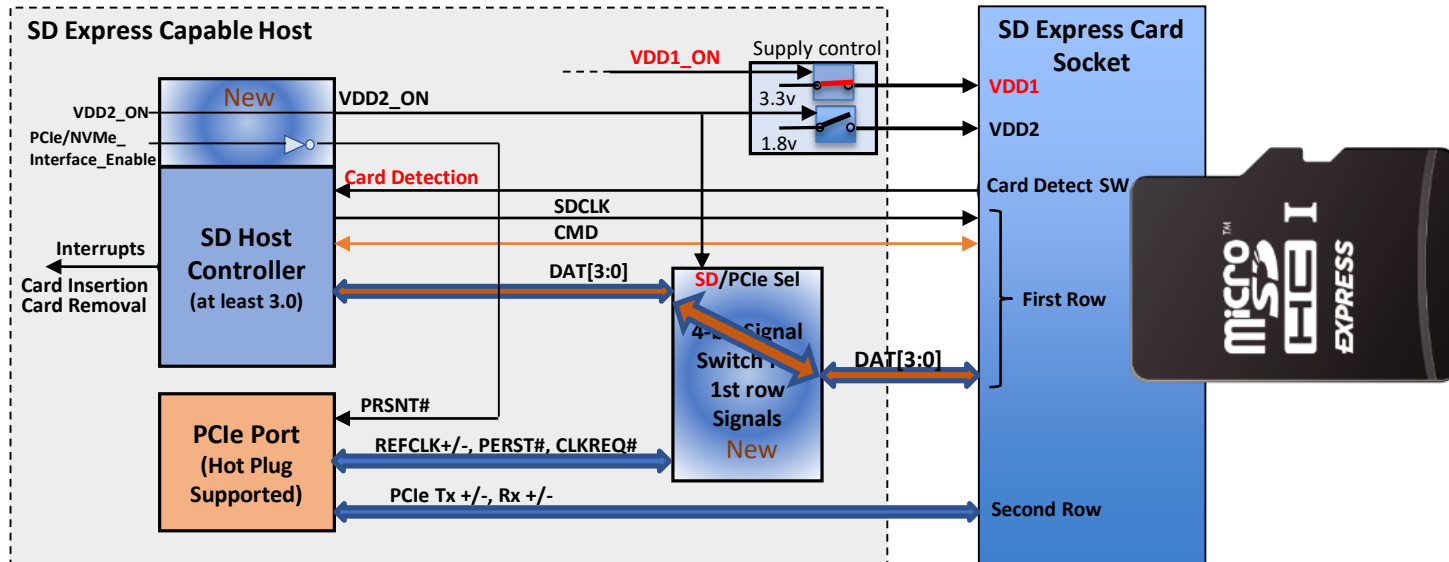 SD Express Capable Host
SD Express Card
Socket
Supply control
VDD1_ON
3.3v
1.8v
VDD1
VDD2
New
VDD2_ON
VDD2_ON
PCIe/NVMe_
Interface_Enable
Card Detection
Card Detect SW
SDCLK
CMD
SD Host
Controller
(at least 3.0)
Interrupts
Card Insertion
Card Removal
DAT[3:0]
SD/PCIe Sel
Signal
Switch
1st row
Signals
New
DAT[3:0]
First Row
PRSNT#
PCIe Port
(Hot Plug
Supported)
REFCLK+/-, PERST#, CLKREQ#
PCIe Tx +/-, Rx +/-
Second Row
micro
SD
HC I
EXPRESS
TM